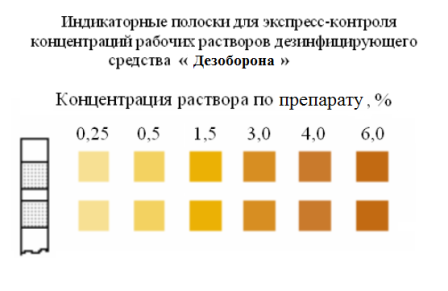 Индикаторные полоски для экспресс-контроля
концентраций рабочих растворов дезинфицирующего
средства « Дезоборона »
Концентрация раствора по препарату , %
0,25 0,5 1,5 3,0 4,0 6,0